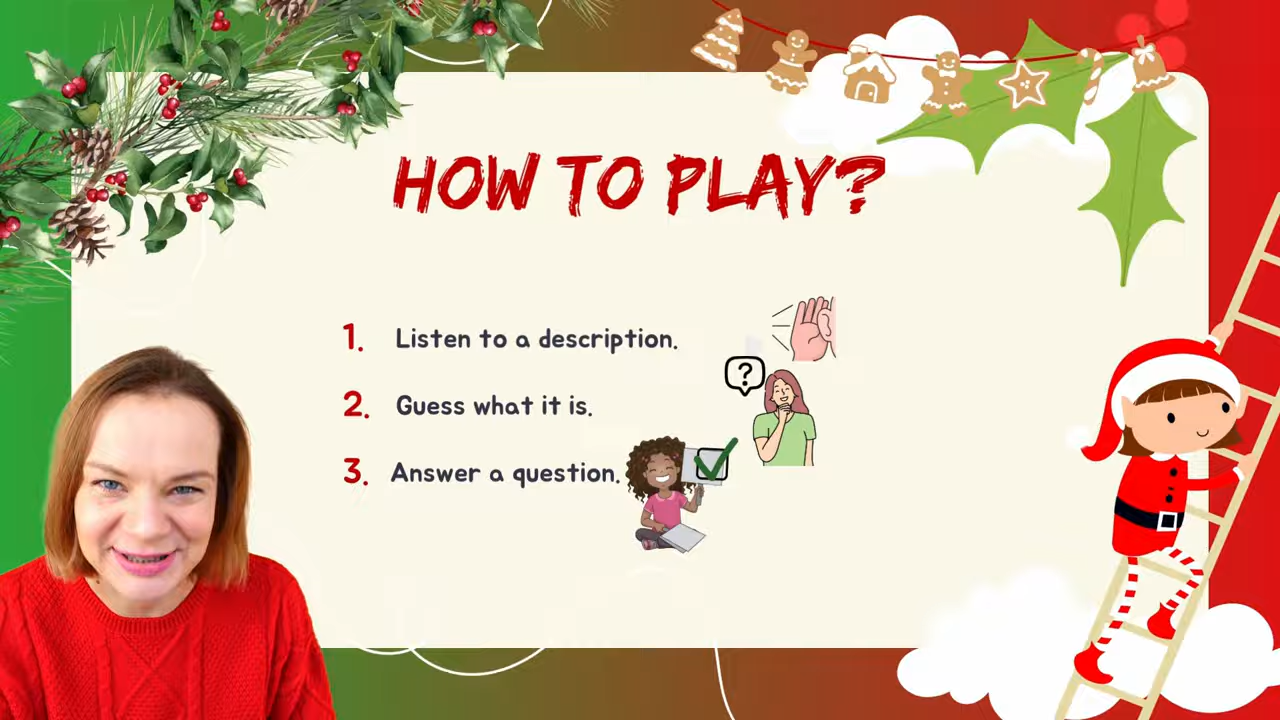 HOW TO PLAY?
1. Listen to a description.
?
2. Guess what it is.
3. Answer a question.